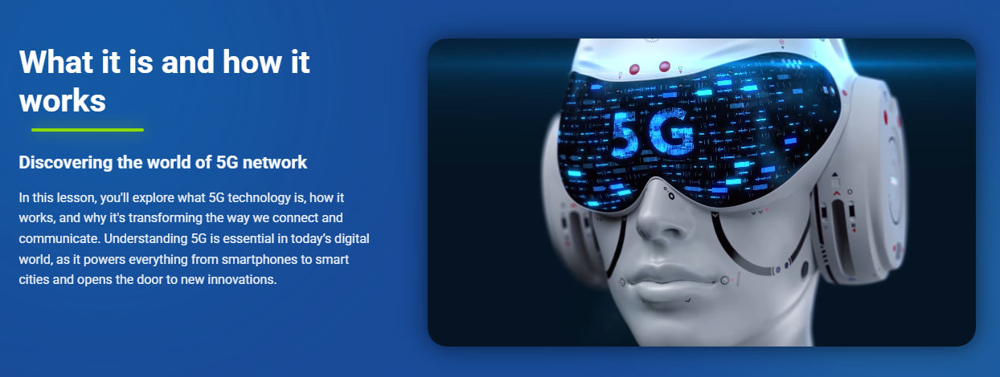 What it is and how it
works
Discovering the world of 5G network
In this lesson, you'll explore what 5G technology is, how it
works, and why it's transforming the way we connect and
communicate. Understanding 5G is essential in today's digital
world, as it powers everything from smartphones to smart
cities and opens the door to new innovations.
5G